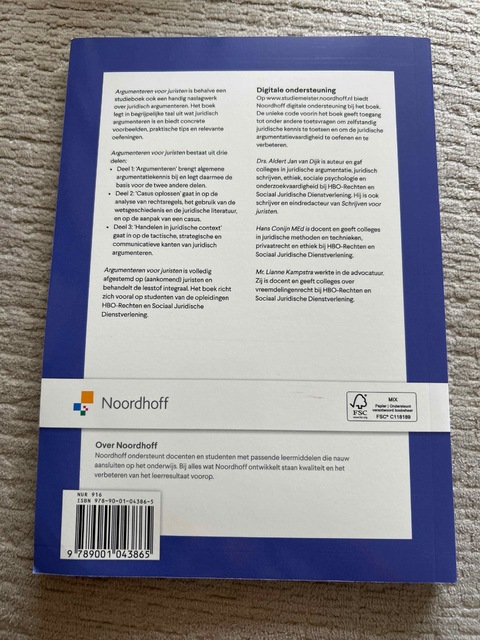 Argumenteren voor juristen is behalve een
studieboek ook een handig naslagwerk
over juridisch argumenteren. Het boek
legt in begrijpelijke taal uit wat juridisch
argumenteren is en biedt concrete
voorbeelden, praktische tips en relevante
oefeningen.
Argumenteren voor juristen bestaat uit drie
delen:
• Deel 1: 'Argumenteren' brengt algemene
argumentatiekennis bij en legt daarmee de
basis voor de twee andere delen.
• Deel 2: 'Casus oplossen' gaat in op de
analyse van rechtsregels, het gebruik van de
wetsgeschiedenis en de juridische literatuur,
en op de aanpak van een casus.
• Deel 3: 'Handelen in juridische context'
gaat in op de tactische, strategische en
communicatieve kanten van juridisch
argumenteren.
Argumenteren voor juristen is volledig
afgestemd op (aankomend) juristen en
behandelt de lesstof integraal. Het boek richt
zich vooral op studenten van de opleidingen
HBO-Rechten en Sociaal Juridische
Dienstverlening.
Digitale ondersteuning
Op www.studiemeister.noordhoff.nl biedt
Noordhoff digitale ondersteuning bij het boek.
De unieke code voorin het boek geeft toegang
tot onder andere toetsvragen om zelfstandig
juridische kennis te toetsen en om de juridische
argumentatievaardigheid te oefenen en te
verbeteren.
Drs. Aldert Jan van Dijk is auteur en gaf
colleges in juridische argumentatie, juridisch
schrijven, ethiek, sociale psychologie en
onderzoekvaardigheid bij HBO-Rechten en
Sociaal Juridische Dienstverlening. Hij is ook
schrijver en eindredacteur van Schrijven voor
juristen.
Hans Conijn MEd is docent en geeft colleges
in juridische methoden en technieken,
privaatrecht en ethiek bij HBO-Rechten en
Sociaal Juridische Dienstverlening.
Mr. Lianne Kampstra werkte in de advocatuur.
Zij is docent en geeft colleges over
vreemdelingenrecht bij HBO-Rechten en
Sociaal Juridische Dienstverlening.
Noordhoff
FSC
www.fsc.org
MIX
Papier | Ondersteunt
verantwoord bosbeheer
FSC® C118189
Over Noordhoff
Noordhoff ondersteunt docenten en studenten met passende leermiddelen die nauw
aansluiten op het onderwijs. Bij alles wat Noordhoff ontwikkelt staan kwaliteit en het
verbeteren van het leerresultaat voorop.
NUR 916
ISBN 978-90-01-04386-5
9 789001 043865